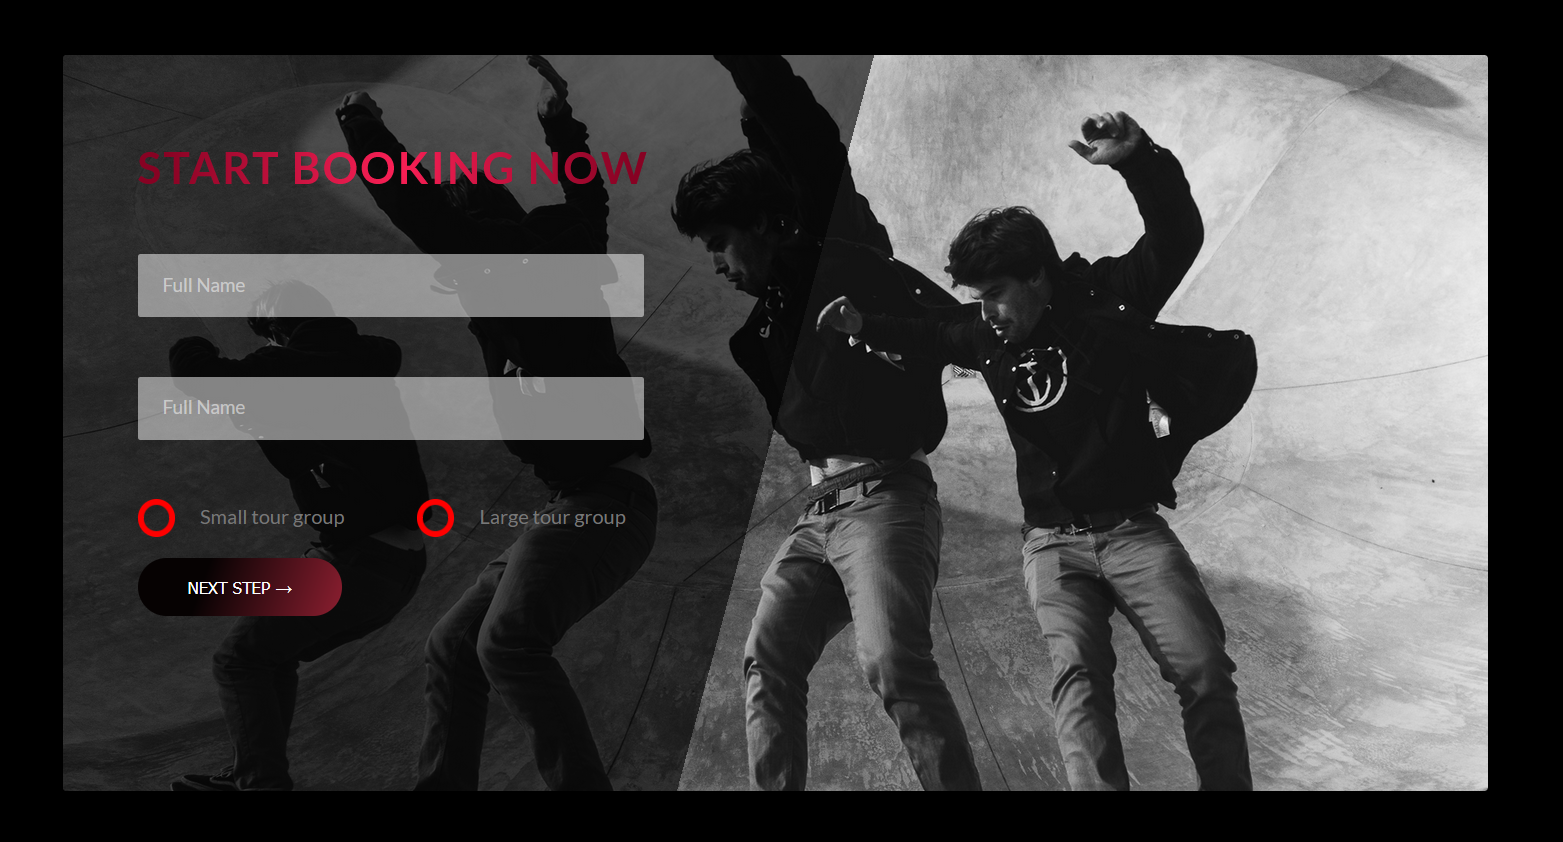 START BOOKING NOW
Full Name
Full Name
Small tour group
Large tour group
NEXT STEP →